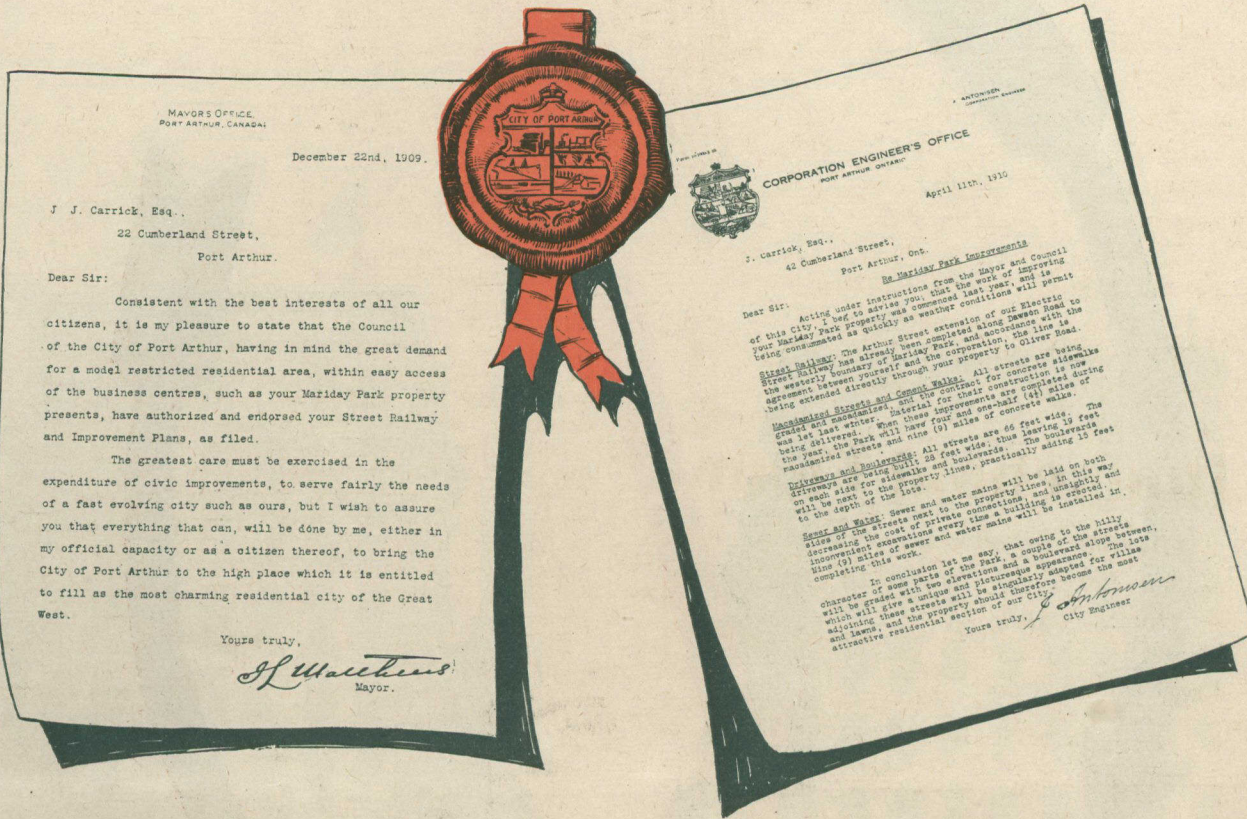 MAYOR'S OFFICE
PORT ARTHUR, CANADA
December 22nd, 1909.
J J. Carrick, Esq.,
22 Cumberland Street,
Port Arthur.
Dear Sir:
Consistent with the best interests of all our
citizens, it is my pleasure to state that the Council
of the City of Port Arthur, having in mind the great demand
for a model restricted residential area, within easy access
of the business centres, such as your Mariday Park property
presents, have authorized and endorsed your Street Railway
and Improvement Plans, as filed.
The greatest care must be exercised in the
expenditure of civic improvements, to serve fairly the needs
of a fast evolving city such as ours, but I wish to assure
you that everything that can, will be done by me, either in
my official capacity or as a citizen thereof, to bring the
City of Port Arthur to the high place which it is entitled
to fill as the most charming residential city of the Great
West.
Yours truly,
I L Matthews
Mayor.
CITY OF PORT ARTHUR
ANTONISEN
CORPORATION ENGINEER
CORPORATION ENGINEER'S OFFICE
PORT ARTHUR ONTARIO
April 11th, 1910
J. Carrick, Esq.,
42 Cumberland Street,
Port Arthur, Ont.
Re Mariday Park Improvements
Dear Sir:
Acting under instructions from the Mayor and Council
of this City, I beg to advise you, that the work of improving
your Mariday Park property was commenced last year, and is
being consummated as quickly as weather conditions will permit
Street Railway: The Arthur Street extension of our Electric
Street Railway has already been completed along Dawson Road to
the westerly boundary of Mariday Park, and accordance with the
agreement between yourself and the corporation, the line is
being extended directly through your property to Oliver Road.
Macadamized Streets and Cement Walks: All streets are being
graded and macadamized, and the contract for concrete sidewalks
was let last winter. Material for their construction is now
being delivered. When these improvements are completed during
the year, the Park will have four and one-half (4½) miles of
macadamized streets and nine (9) miles of concrete walks.
Driveways and Boulevards: All streets are 66 feet wide. The
driveways are being built 28 feet wide, thus leaving 19 feet
on each side for sidewalks and boulevards. The boulevards
will be next to the property lines, practically adding 15 feet
to the depth of the lots.
Sewer and Water: Sewer and water mains will be laid on both
sides of the streets next to the property lines, in this way
decreasing the cost of private connections, and unsightly and
inconvenient excavations every time a building is erected.
Nine (9) miles of sewer and water mains will be installed in
completing this work.
In conclusion let me say, that owing to the hilly
character of some parts of the Park, a couple of the streets
will be graded with two elevations and a boulevard slope between,
which will give a unique and picturesque appearance. The lots
adjoining these streets will be singularly adapted for villas
and lawns, and the property should therefore become the most
attractive residential section of our City.
Yours truly,
J Antonisen
City Engineer